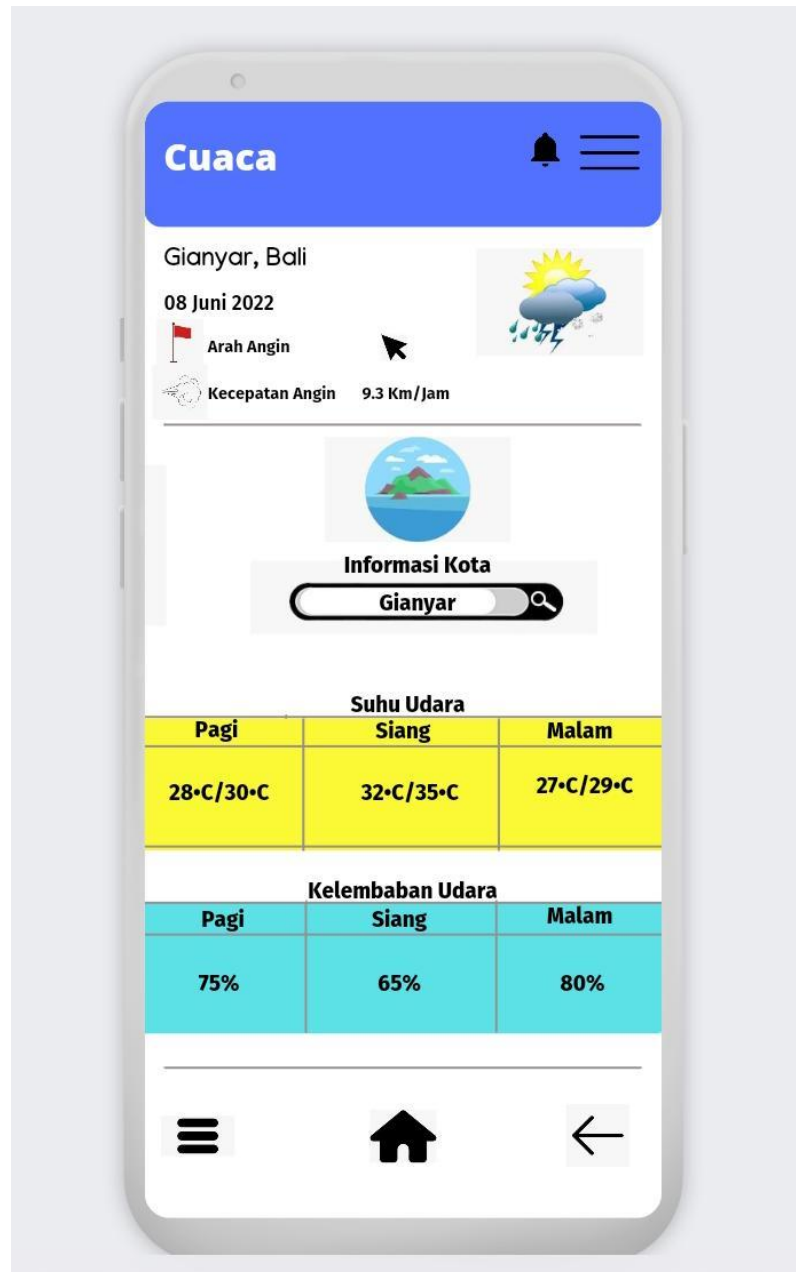 Cuaca
Gianyar, Bali
08 Juni 2022
Arah Angin
Kecepatan Angin 9.3 Km/Jam
Informasi Kota
Gianyar
Suhu Udara
Pagi Siang Malam
28•C/30•C 32•C/35•C 27•C/29•C
Kelembaban Udara
Pagi Siang Malam
75% 65% 80%